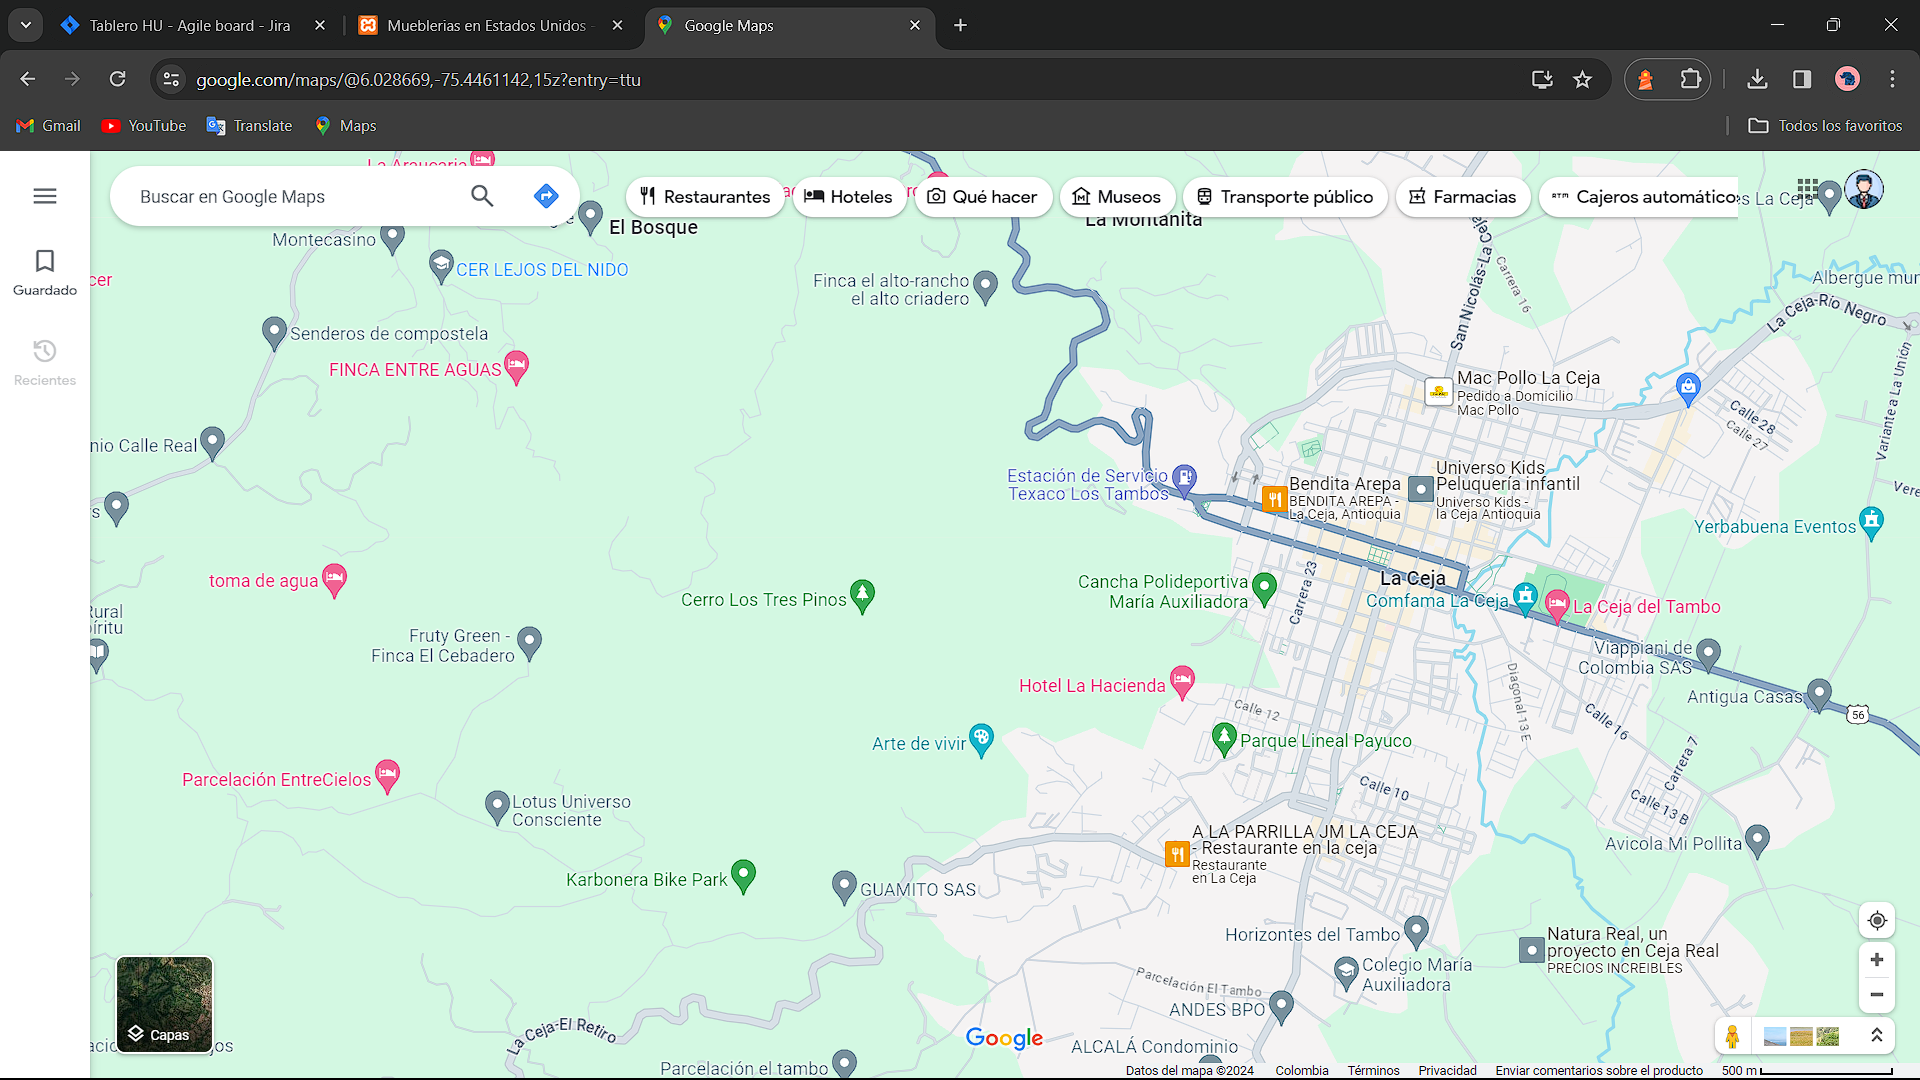 Tablero HU - Agile board - Jira
Mueblerias en Estados Unidos -
Google Maps
google.com/maps/@6.028669,-75.4461142,15z?entry=ttu
Gmail
YouTube
Translate
Maps
Todos los favoritos
La Araucaria
Buscar en Google Maps
Restaurantes
Hoteles
Qué hacer
Museos
Transporte público
Farmacias
ATM
Cajeros automáticos
La Ceja
Guardado
Recientes
cer
Montecasino
El Bosque
CER LEJOS DEL NIDO
La Montañita
San Nicolás-La Ceja
Carrera 16
Finca el alto-rancho
el alto criadero
Albergue mun
La Ceja-Río Negro
Variante a La Unión
Senderos de compostela
FINCA ENTRE AGUAS
Mac Pollo La Ceja
Pedido a Domicilio
Mac Pollo
Calle 28
Calle 27
nio Calle Real
Estación de Servicio
Texaco Los Tambos
Bendita Arepa
BENDITA AREPA -
La Ceja, Antioquia
Universo Kids
Peluquería infantil
Universo Kids -
la Ceja Antioquia
Vere
s
Yerbabuena Eventos
toma de agua
Cerro Los Tres Pinos
Cancha Polideportiva
María Auxiliadora
Carrera 23
La Ceja
Comfama La Ceja
La Ceja del Tambo
Rural
píritu
Fruty Green -
Finca El Cebadero
Viappiani de
Colombia SAS
Hotel La Hacienda
Antigua Casas
56
Calle 12
Diagonal 13 E
Calle 16
Carrera 7
Arte de vivir
Parque Lineal Payuco
Parcelación EntreCielos
Lotus Universo
Consciente
Calle 10
Calle 13 B
A LA PARRILLA JM LA CEJA
- Restaurante en la ceja
Restaurante
en La Ceja
Avicola Mi Pollita
Karbonera Bike Park
GUAMITO SAS
Horizontes del Tambo
Natura Real, un
proyecto en Ceja Real
PRECIOS INCREIBLES
Colegio María
Auxiliadora
Parcelación El Tambo
ANDES BPO
Capas
La Ceja-El Retiro
Google
ALCALÁ Condominio
Parcelación el tambo
Datos del mapa ©2024
Colombia
Términos
Privacidad
Enviar comentarios sobre el producto
500 m